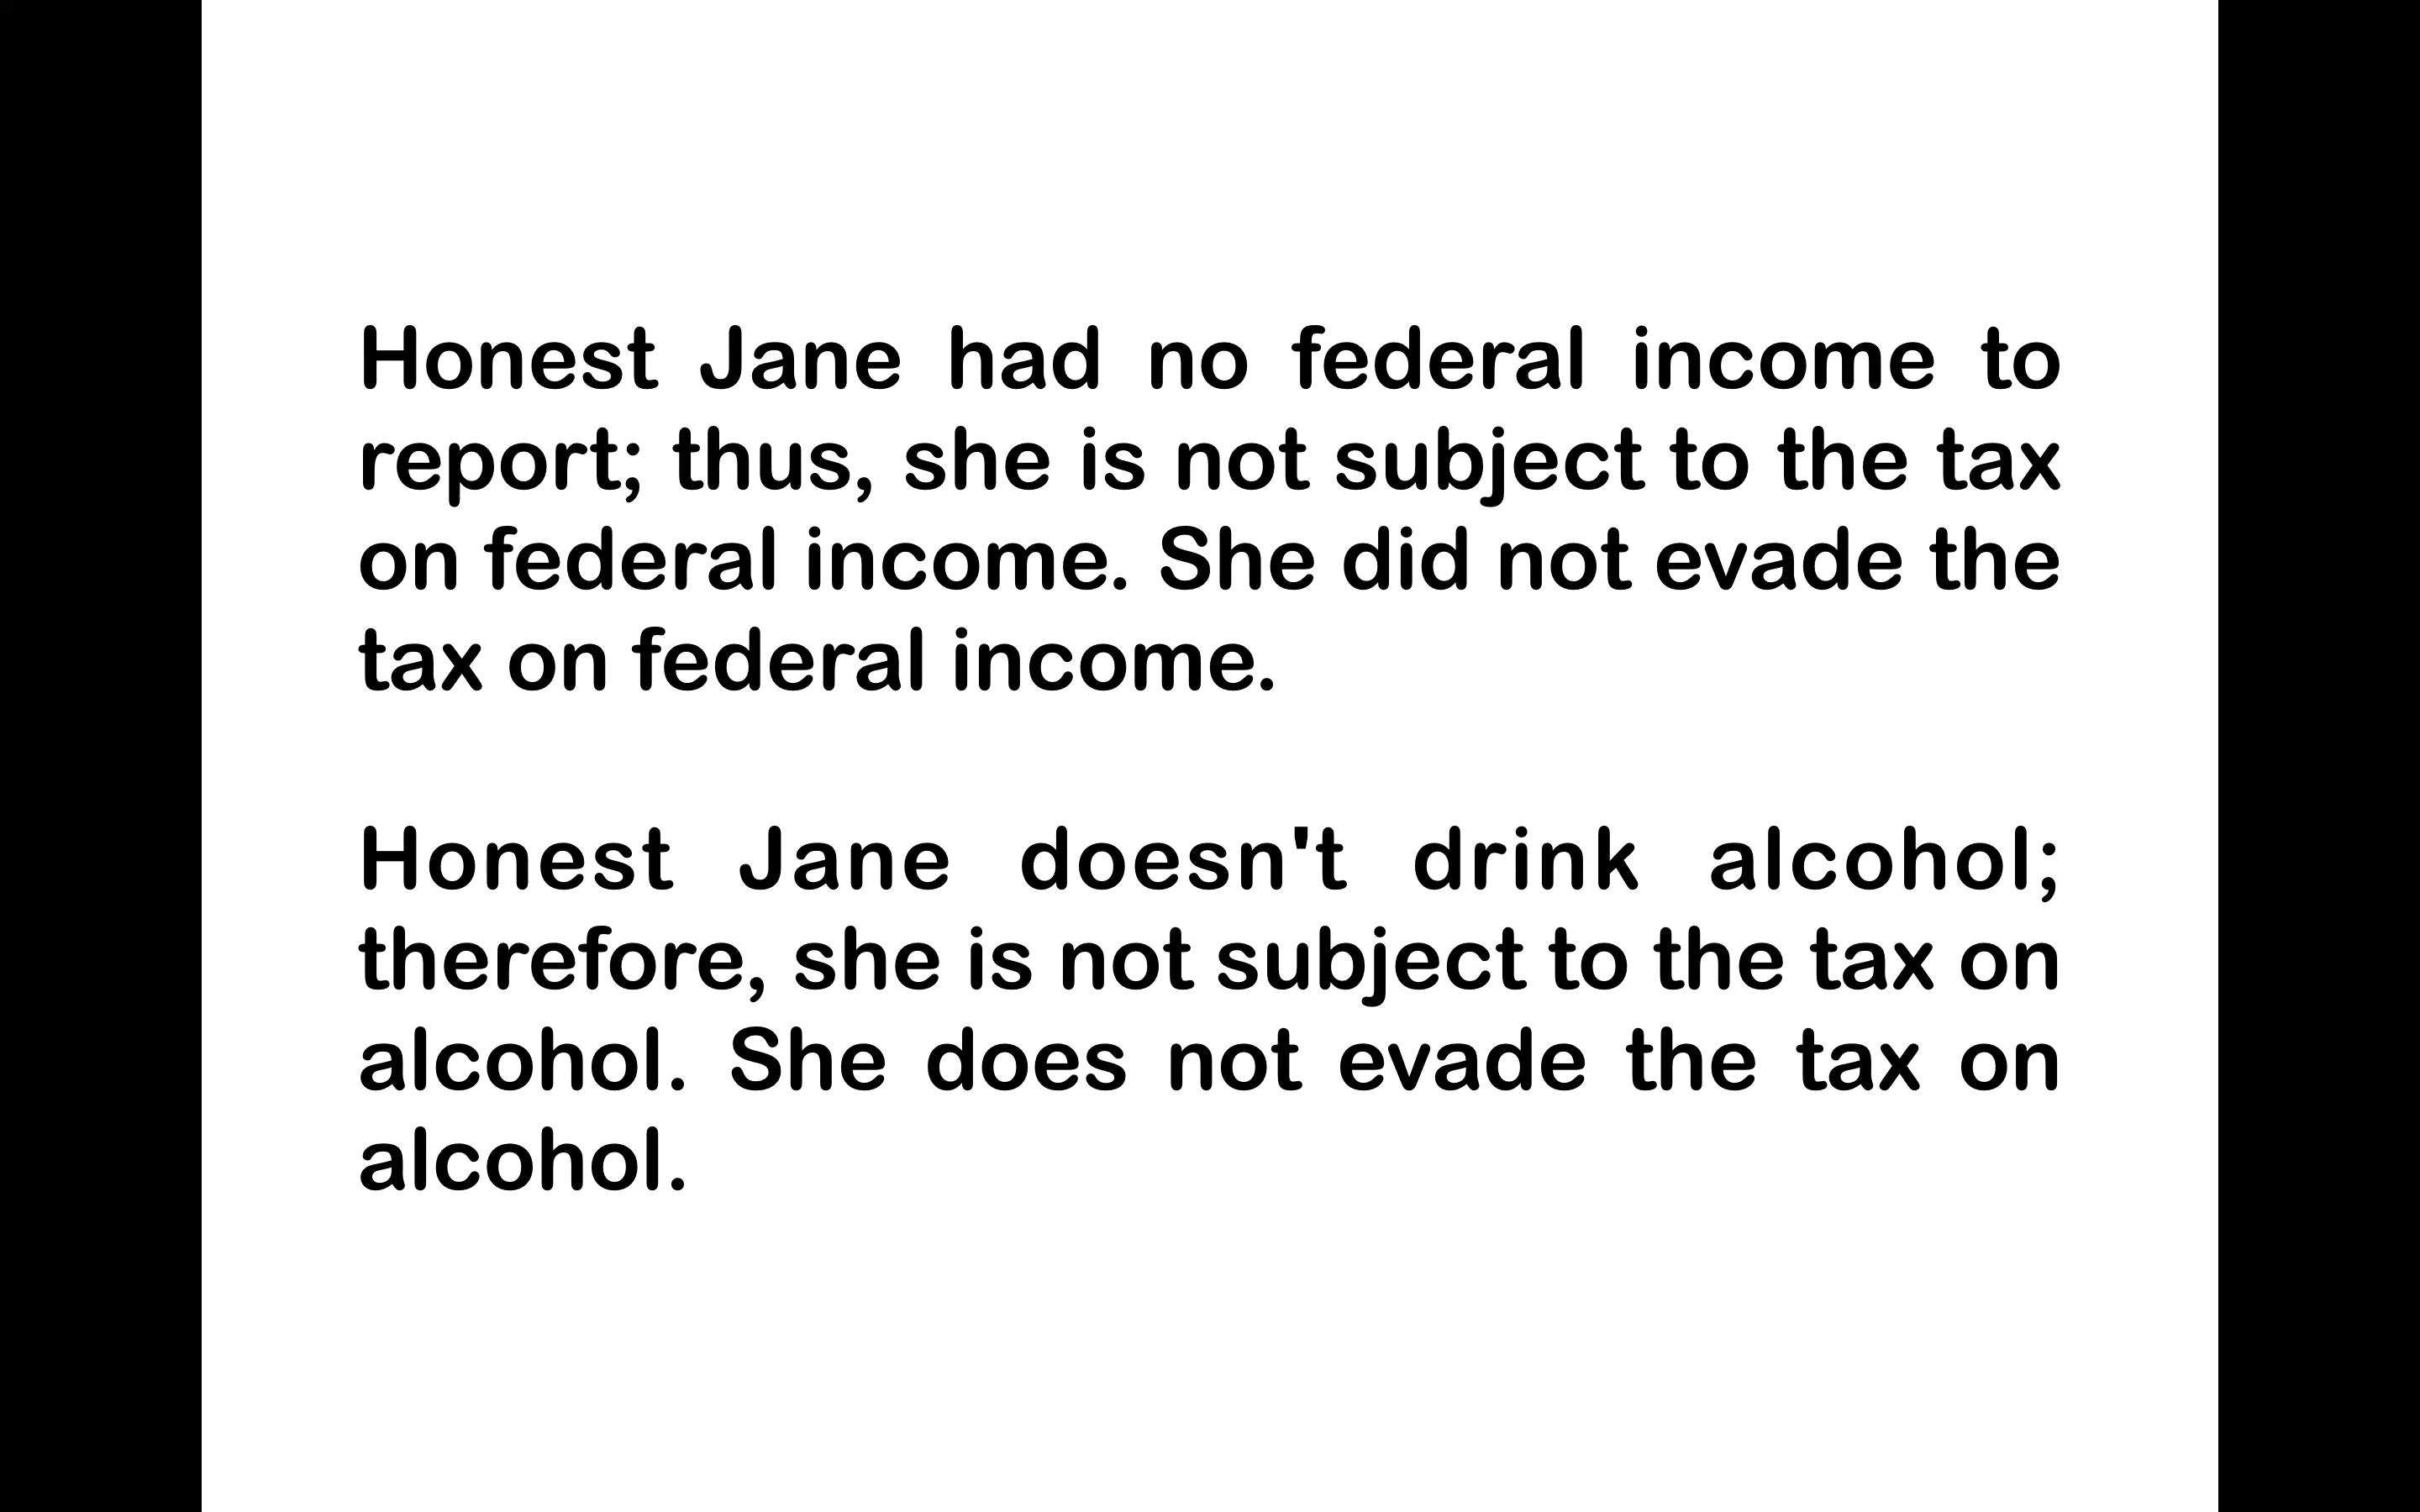 Honest Jane had no federal income to
report; thus, she is not subject to the tax
on federal income. She did not evade the
tax on federal income.
Honest Jane doesn't drink alcohol;
therefore, she is not subject to the tax on
alcohol. She does not evade the tax on
alcohol.